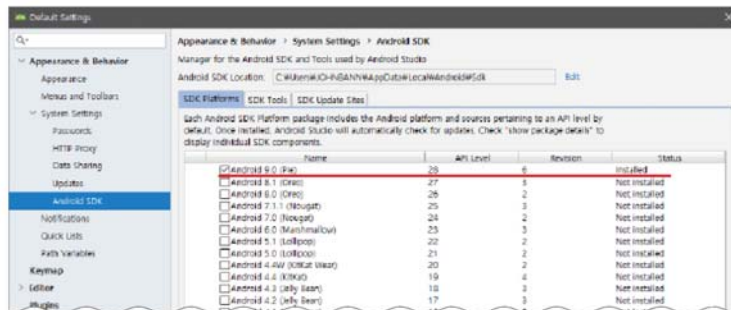 Default Settings
Appearance & Behavior
Appearance
Menus and Toolbars
System Settings
Passwords
HTTP Proxy
Data Sharing
Updates
Android SDK
Notifications
Quick Lists
Path Variables
Keymap
Editor
Plugins
Appearance & Behavior › System Settings › Android SDK
Manager for the Android SDK and Tools used by Android Studio
Android SDK Location: C:₩Users₩JOHNBANN₩AppData₩Local₩Android₩Sdk Edit
SDK Platforms SDK Tools SDK Update Sites
Each Android SDK Platform package includes the Android platform and sources pertaining to an API level by
default. Once installed, Android Studio will automatically check for updates. Check "show package details" to
display individual SDK components.
Name API Level Revision Status
Android 9.0 (Pie) 28 6 Installed
Android 8.1 (Oreo) 27 3 Not installed
Android 8.0 (Oreo) 26 2 Not installed
Android 7.1.1 (Nougat) 25 3 Not installed
Android 7.0 (Nougat) 24 2 Not installed
Android 6.0 (Marshmallow) 23 3 Not installed
Android 5.1 (Lollipop) 22 2 Not installed
Android 5.0 (Lollipop) 21 2 Not installed
Android 4.4W (KitKat Wear) 20 2 Not installed
Android 4.4 (KitKat) 19 4 Not installed
Android 4.3 (Jelly Bean) 18 3 Not installed
Android 4.2 (Jelly Bean) 17 3 Not installed